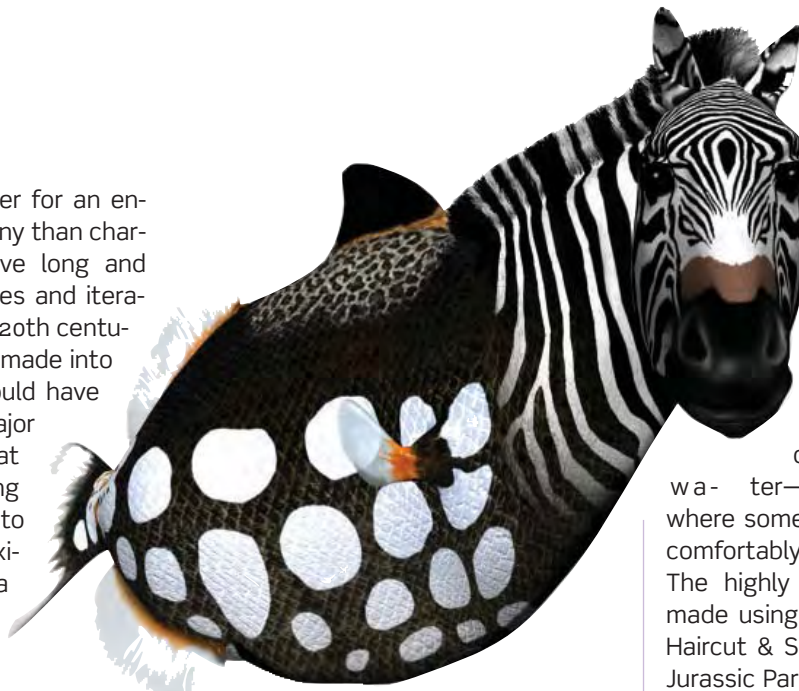 er for an en-
ny than char-
ve long and
es and itera-
20th centu-
made into
ould have
ajor
at
ng
to
xi-
a
wa- ter—
where some
comfortably
The highly
made using
Haircut & S
Jurassic Par